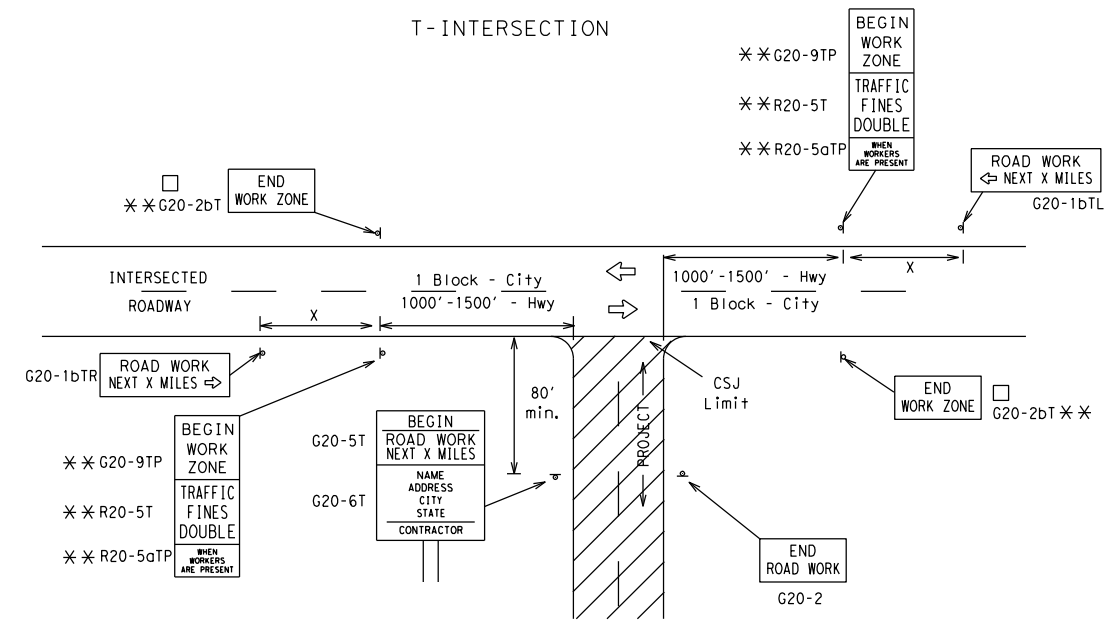 T-INTERSECTION
BEGIN
WORK
ZONE
TRAFFIC
FINES
DOUBLE
WHEN
WORKERS
ARE PRESENT
**G20-9TP
**R20-5T
**R20-5aTP
ROAD WORK
⇦ NEXT X MILES
G20-1bTL
END
WORK ZONE
□
**G20-2bT
INTERSECTED
ROADWAY
1 Block - City
1000'-1500' - Hwy
1000'-1500' - Hwy
1 Block - City
X
X
ROAD WORK
NEXT X MILES ⇨
G20-1bTR
80'
min.
CSJ
Limit
PROJECT
END
WORK ZONE
□
G20-2bT **
BEGIN
WORK
ZONE
TRAFFIC
FINES
DOUBLE
WHEN
WORKERS
ARE PRESENT
**G20-9TP
**R20-5T
**R20-5aTP
G20-5T
G20-6T
BEGIN
ROAD WORK
NEXT X MILES
NAME
ADDRESS
CITY
STATE
CONTRACTOR
END
ROAD WORK
G20-2